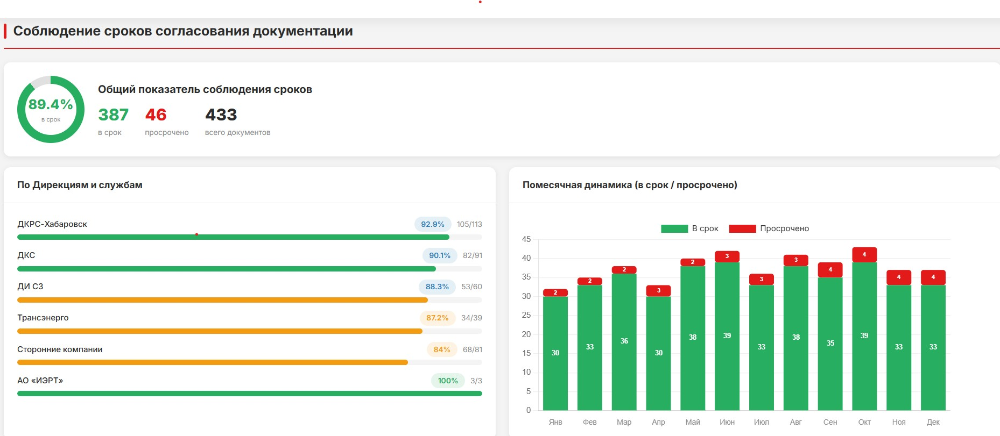 Соблюдение сроков согласования документации
89.4%
в срок
Общий показатель соблюдения сроков
387 46 433
в срок просрочено всего документов
По Дирекциям и службам
ДКРС-Хабаровск 92.9% 105/113
ДКС 90.1% 82/91
ДИ СЗ 88.3% 53/60
Трансэнерго 87.2% 34/39
Сторонние компании 84% 68/81
АО «ИЭРТ» 100% 3/3
Помесячная динамика (в срок / просрочено)
В срок Просрочено
45
40
35
30
25
20
15
10
5
0
2 2 2 3 2 3 3 3 4 4 4 4
30 33 36 30 38 39 33 38 35 39 33 33
Янв Фев Мар Апр Май Июн Июл Авг Сен Окт Ноя Дек